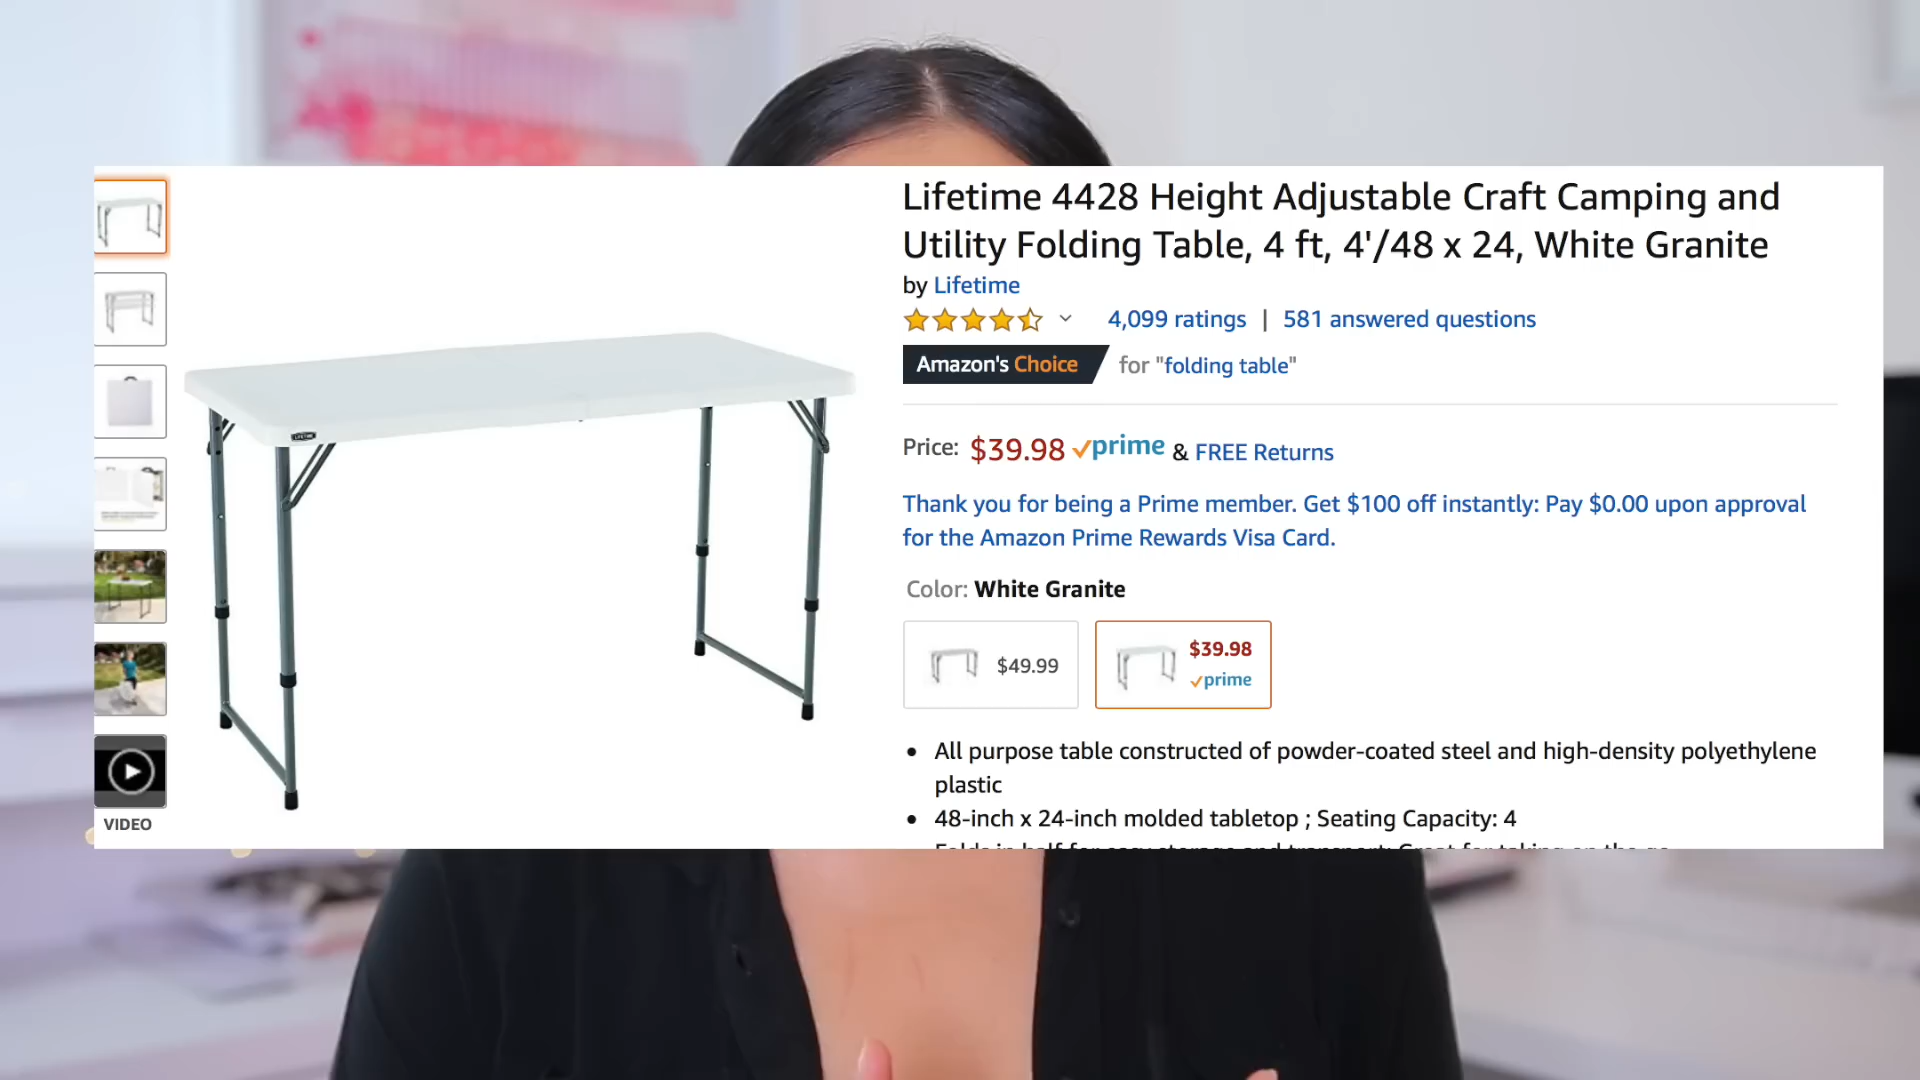 Lifetime 4428 Height Adjustable Craft Camping and
Utility Folding Table, 4 ft, 4'/48 x 24, White Granite
by Lifetime
4,099 ratings | 581 answered questions
Amazon's Choice for "folding table"
Price: $39.98 prime & FREE Returns
Thank you for being a Prime member. Get $100 off instantly: Pay $0.00 upon approval
for the Amazon Prime Rewards Visa Card.
Color: White Granite
$49.99
$39.98
prime
• All purpose table constructed of powder-coated steel and high-density polyethylene
plastic
• 48-inch x 24-inch molded tabletop ; Seating Capacity: 4
VIDEO
LIFETIME